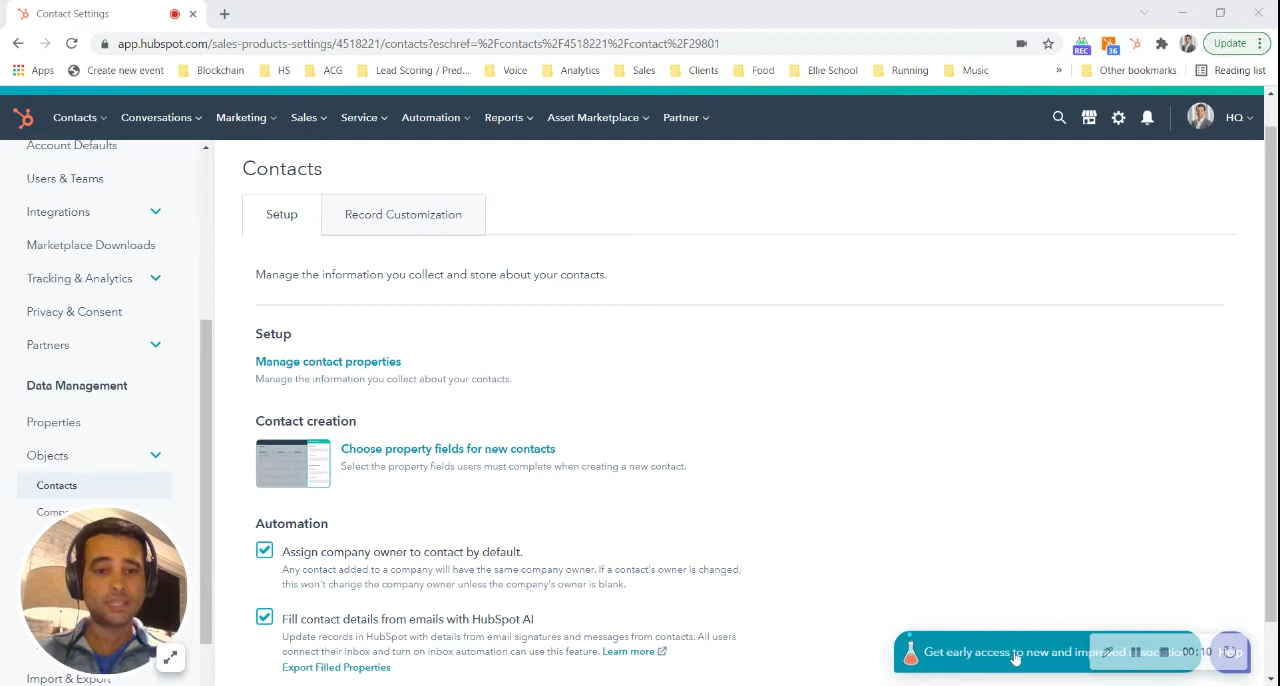 Contact Settings
app.hubspot.com/sales-products-settings/4518221/contacts?eschref=%2Fcontacts%2F4518221%2Fcontact%2F29801
REC
36
Update
Apps
Create new event
Blockchain
HS
ACG
Lead Scoring / Pred...
Voice
Analytics
Sales
Clients
Food
Ellie School
Running
Music
»
Other bookmarks
Reading list
Contacts
Conversations
Marketing
Sales
Service
Automation
Reports
Asset Marketplace
Partner
HQ
Account Defaults
Users & Teams
Integrations
Marketplace Downloads
Tracking & Analytics
Privacy & Consent
Partners
Data Management
Properties
Objects
Contacts
Import & Export
Contacts
Setup
Record Customization
Manage the information you collect and store about your contacts.
Setup
Manage contact properties
Manage the information you collect about your contacts.
Contact creation
Choose property fields for new contacts
Select the property fields users must complete when creating a new contact.
Automation
Assign company owner to contact by default.
Any contact added to a company will have the same company owner. If a contact's owner is changed,
this won't change the company owner unless the company's owner is blank.
Fill contact details from emails with HubSpot AI
Update records in HubSpot with details from email signatures and messages from contacts. All users
connect their inbox and turn on inbox automation can use this feature. Learn more
Export Filled Properties
Get early access to new and improved
00:10
Help